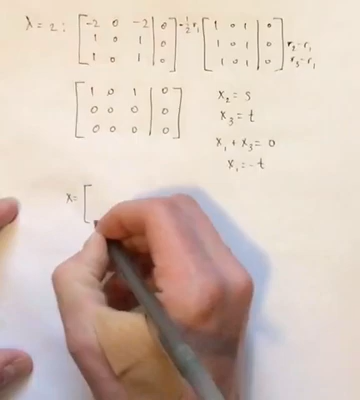 λ = 2 : [ -2 0 -2 | 0 ] -½r₁ [ 1 0 1 | 0 ]
[ 1 0 1 | 0 ] [ 1 0 1 | 0 ] r₂-r₁
[ 1 0 1 | 0 ] [ 1 0 1 | 0 ] r₃-r₁
[ 1 0 1 | 0 ] x₂ = s
[ 0 0 0 | 0 ] x₃ = t
[ 0 0 0 | 0 ] x₁ + x₃ = 0
x₁ = -t
x = [